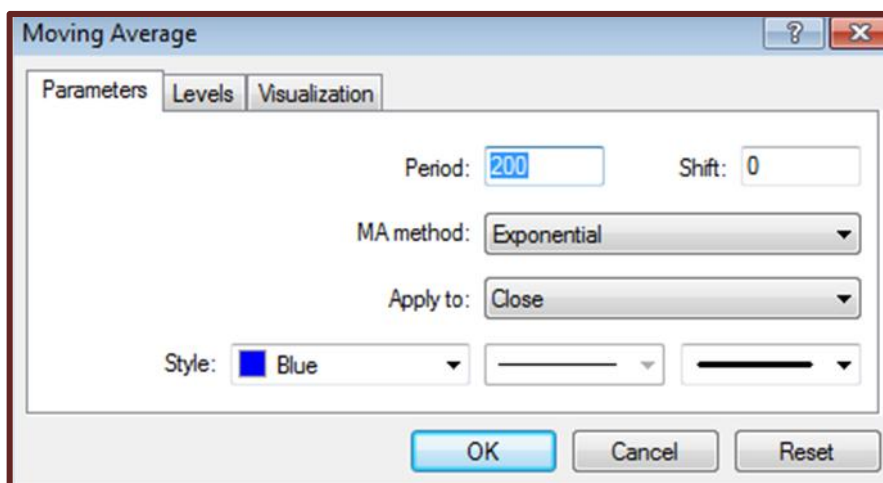 Moving Average
Parameters Levels Visualization
Period: 200 Shift: 0
MA method: Exponential
Apply to: Close
Style: Blue
OK Cancel Reset